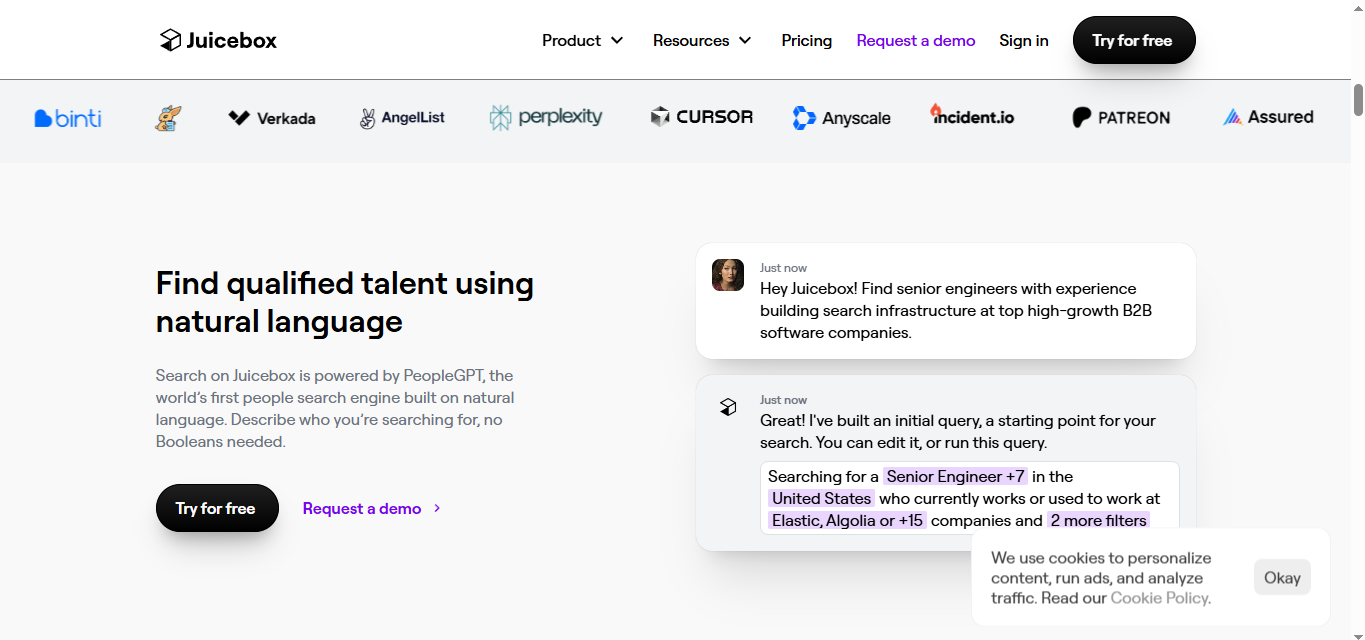 Juicebox
Product
Resources
Pricing
Request a demo
Sign in
Try for free
binti
Verkada
AngelList
perplexity
CURSOR
Anyscale
incident.io
PATREON
Assured
Find qualified talent using
natural language
Search on Juicebox is powered by PeopleGPT, the
world’s first people search engine built on natural
language. Describe who you’re searching for, no
Booleans needed.
Try for free
Request a demo
Just now
Hey Juicebox! Find senior engineers with experience
building search infrastructure at top high-growth B2B
software companies.
Just now
Great! I've built an initial query, a starting point for your
search. You can edit it, or run this query.
Searching for a Senior Engineer +7 in the
United States who currently works or used to work at
Elastic, Algolia or +15 companies and 2 more filters
We use cookies to personalize
content, run ads, and analyze
traffic. Read our Cookie Policy.
Okay